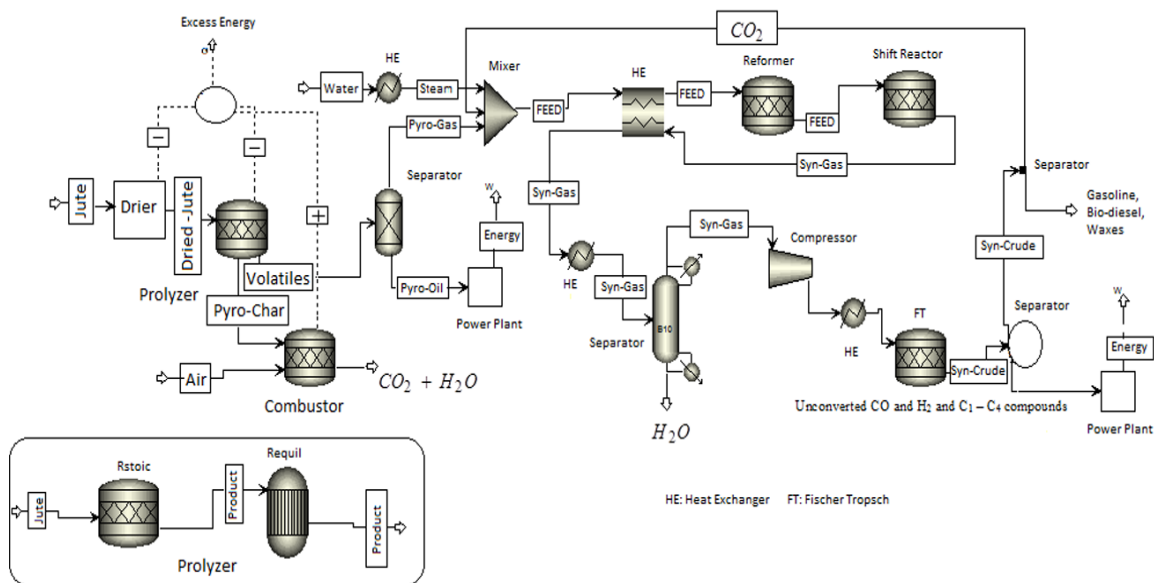 Excess Energy
Q
CO₂
HE
Mixer
HE
Reformer
Shift Reactor
Water
Steam
FEED
FEED
FEED
Pyro-Gas
Syn-Gas
Separator
Separator
Jute
Drier
Dried -Jute
W
Energy
Syn-Gas
Syn-Gas
Compressor
Gasoline,
Bio-diesel,
Waxes
Syn-Crude
Volatiles
Prolyzer
Pyro-Oil
HE
Syn-Gas
Pyro-Char
Power Plant
B10
Separator
HE
FT
Separator
W
Energy
Air
CO₂ + H₂O
Syn-Crude
Combustor
Unconverted CO and H₂ and C₁ – C₄ compounds
Power Plant
H₂O
Rstoic
Requil
Jute
Product
Product
Prolyzer
HE: Heat Exchanger FT: Fischer Tropsch